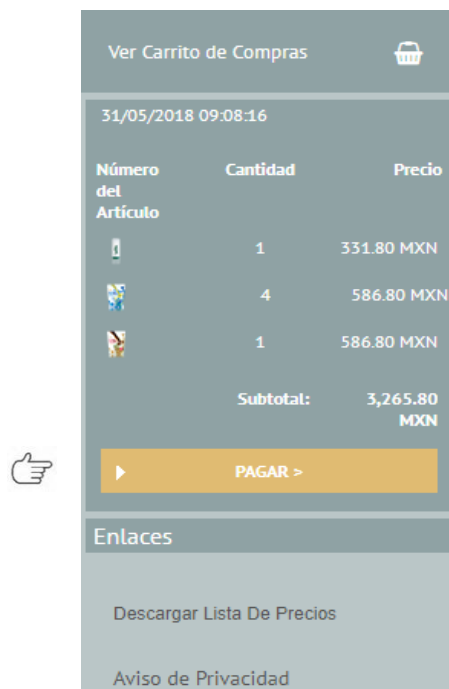 Ver Carrito de Compras
31/05/2018 09:08:16
Número del Artículo Cantidad Precio
1 331.80 MXN
4 586.80 MXN
1 586.80 MXN
Subtotal: 3,265.80 MXN
PAGAR >
Enlaces
Descargar Lista De Precios
Aviso de Privacidad